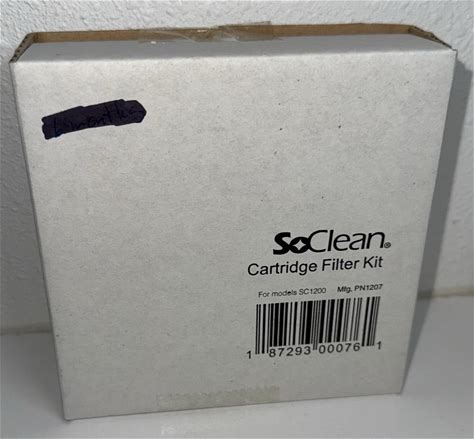 SoClean®
Cartridge Filter Kit
For models SC1200 Mfg. PN1207
1 87293 00076 1